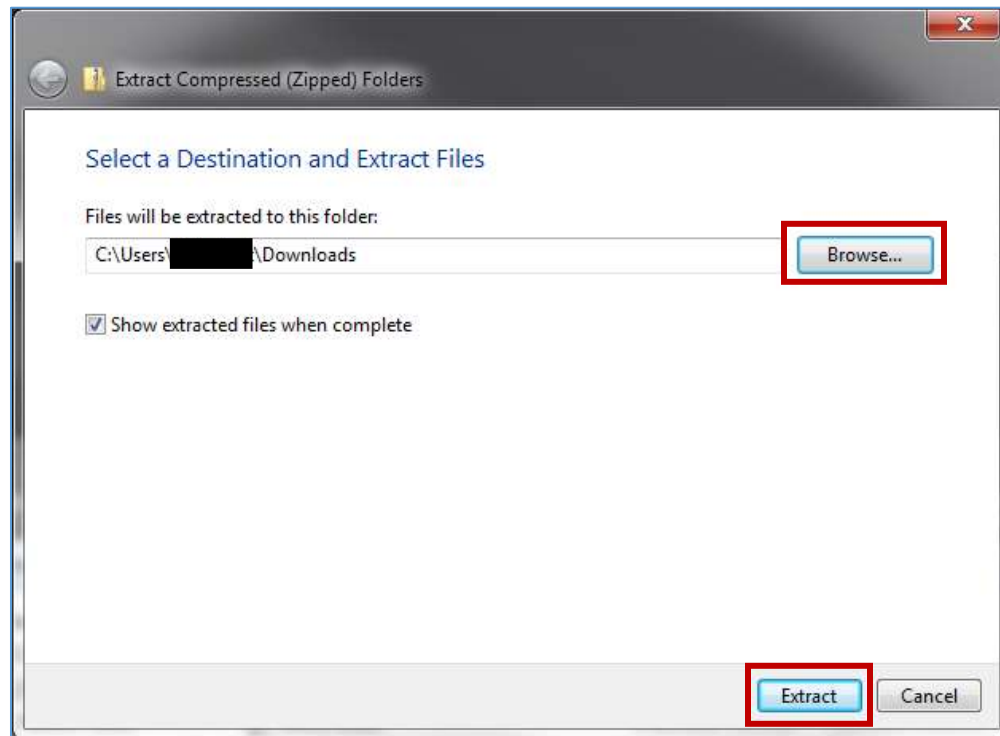 Extract Compressed (Zipped) Folders
Select a Destination and Extract Files
Files will be extracted to this folder:
C:\Users\ \Downloads
Browse...
Show extracted files when complete
Extract
Cancel